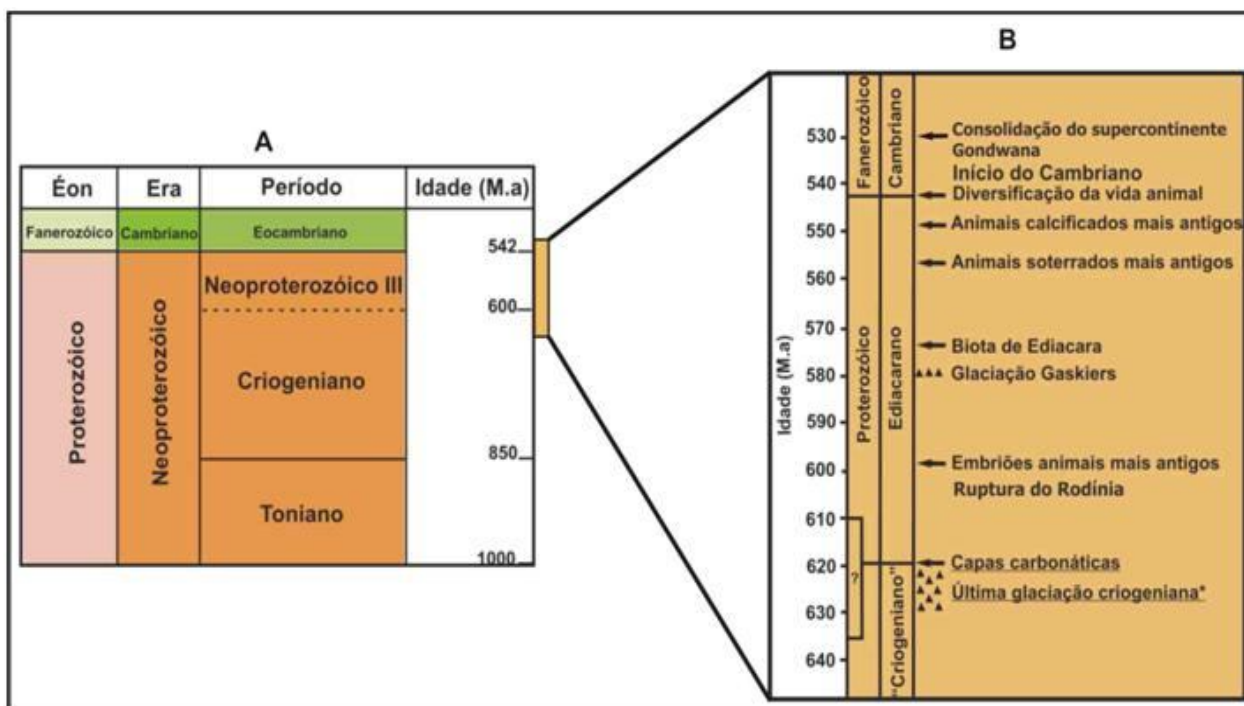 A
Éon Era Período Idade (M.a)
Fanerozóico Cambriano Eocambriano
542
Neoproterozóico III
600
Proterozóico
Neoproterozóico
Criogeniano
850
Toniano
1000
B
Idade (M.a)
530
540
550
560
570
580
590
600
610
620
630
640
Fanerozóico
Proterozóico
?
Cambriano
Ediacarano
“Criogeniano”
Consolidação do supercontinente
Gondwana
Início do Cambriano
Diversificação da vida animal
Animais calcificados mais antigos
Animais soterrados mais antigos
Biota de Ediacara
Glaciação Gaskiers
Embriões animais mais antigos
Ruptura do Rodínia
Capas carbonáticas
Última glaciação criogeniana*